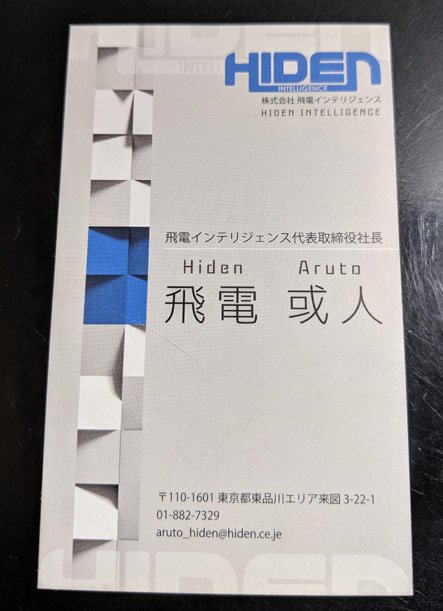 HIDEN
INTELLIGENCE
株式会社 飛電インテリジェンス
HIDEN INTELLIGENCE
飛電インテリジェンス代表取締役社長
Hiden Aruto
飛電 或人
〒110-1601 東京都東品川エリア来図 3-22-1
01-882-7329
aruto_hiden@hiden.ce.je
HIDEN